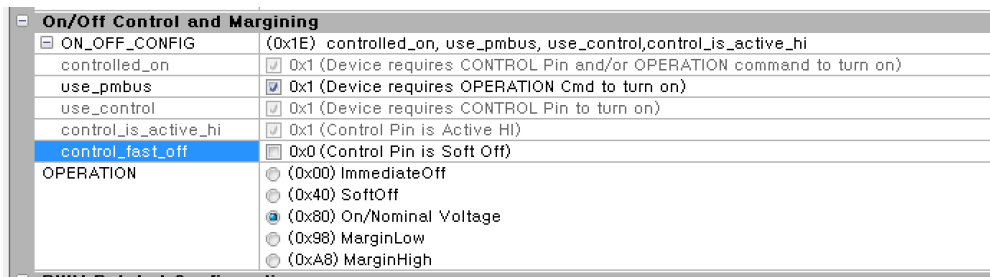 On/Off Control and Margining
ON_OFF_CONFIG (0x1E) controlled_on, use_pmbus, use_control,control_is_active_hi
controlled_on 0x1 (Device requires CONTROL Pin and/or OPERATION command to turn on)
use_pmbus 0x1 (Device requires OPERATION Cmd to turn on)
use_control 0x1 (Device requires CONTROL Pin to turn on)
control_is_active_hi 0x1 (Control Pin is Active HI)
control_fast_off 0x0 (Control Pin is Soft Off)
OPERATION (0x00) ImmediateOff
(0x40) SoftOff
(0x80) On/Nominal Voltage
(0x98) MarginLow
(0xA8) MarginHigh